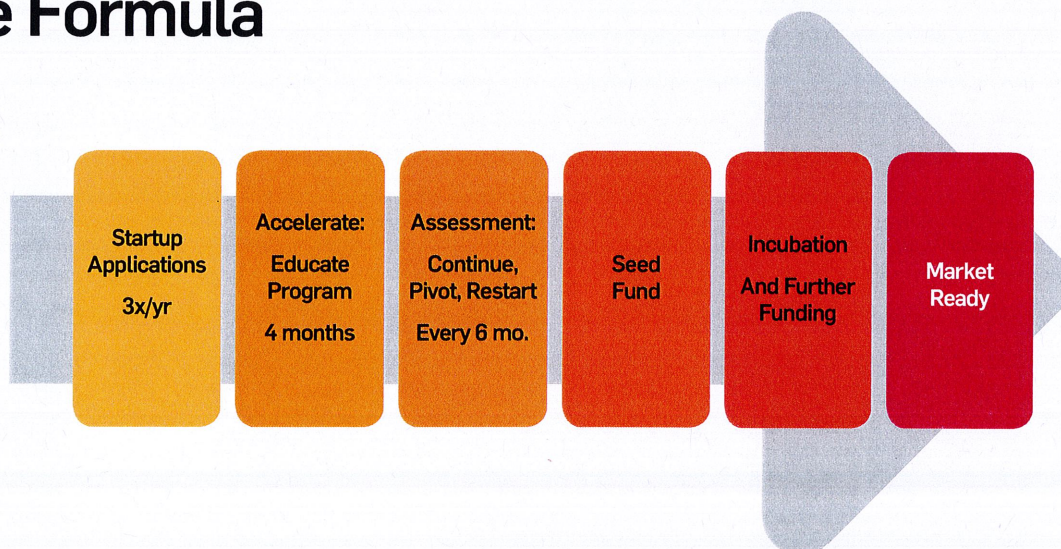 e Formula
Startup
Applications
3x/yr
Accelerate:
Educate
Program
4 months
Assessment:
Continue,
Pivot, Restart
Every 6 mo.
Seed
Fund
Incubation
And Further
Funding
Market
Ready